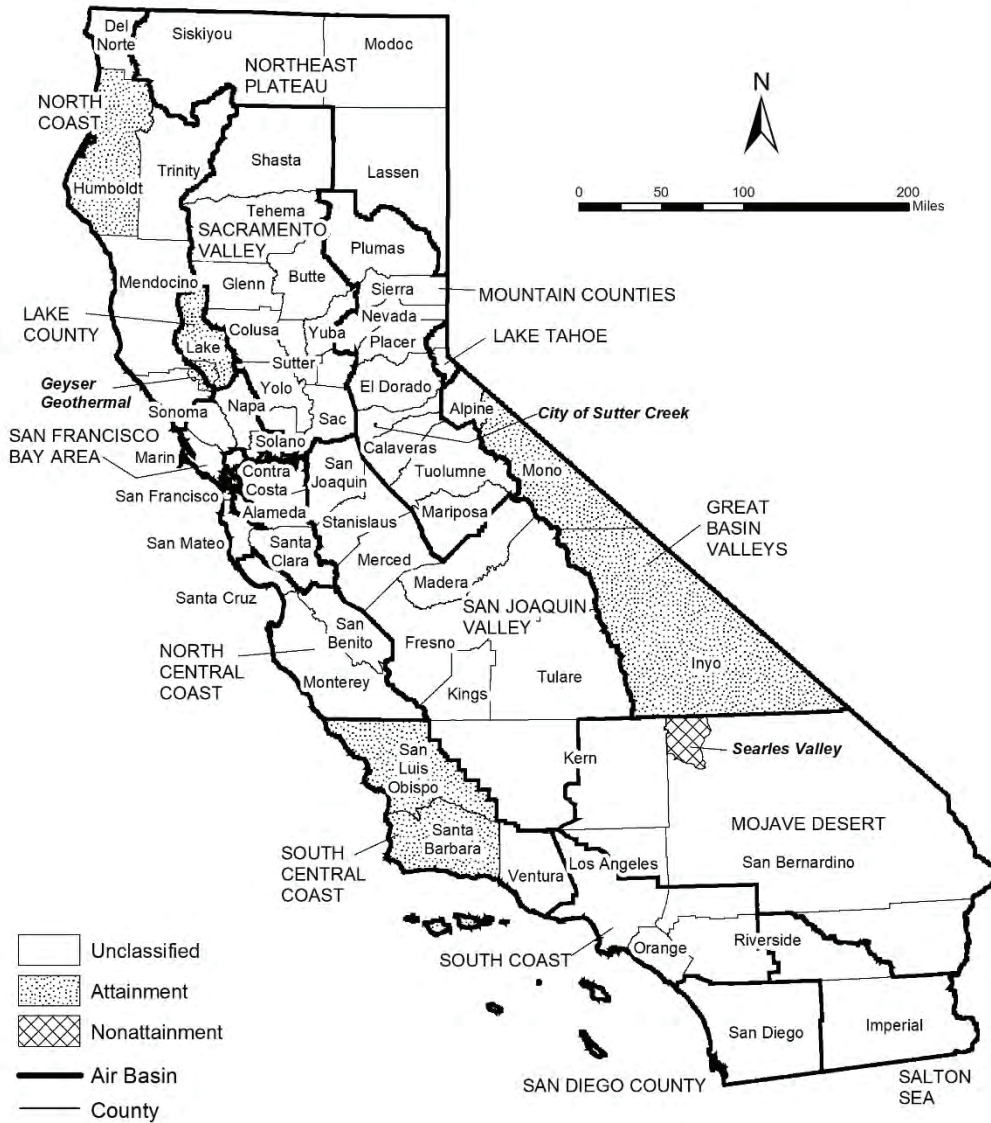 Del
Norte
Siskiyou
Modoc
NORTHEAST
PLATEAU
NORTH
COAST
Humboldt
Trinity
Shasta
Lassen
N
0 50 100 200
Miles
Tehema
SACRAMENTO
VALLEY
Plumas
Mendocino
Glenn
Butte
Sierra
MOUNTAIN COUNTIES
LAKE
COUNTY
Colusa
Yuba
Nevada
Placer
LAKE TAHOE
Lake
Sutter
Geyser
Geothermal
Yolo
El Dorado
Alpine
City of Sutter Creek
Sonoma
Napa
Sac
SAN FRANCISCO
BAY AREA
Marin
Solano
Calaveras
Contra
Costa
San
Joaquin
Tuolumne
Mono
San Francisco
Alameda
Mariposa
GREAT
BASIN
VALLEYS
Stanislaus
San Mateo
Santa
Clara
Merced
Madera
Santa Cruz
SAN JOAQUIN
VALLEY
San
Benito
Fresno
NORTH
CENTRAL
COAST
Monterey
Kings
Tulare
Inyo
San
Luis
Obispo
Kern
Searles Valley
MOJAVE DESERT
Santa
Barbara
San Bernardino
SOUTH
CENTRAL
COAST
Ventura
Los Angeles
Riverside
Orange
SOUTH COAST
San Diego
Imperial
SAN DIEGO COUNTY
SALTON
SEA
Unclassified
Attainment
Nonattainment
Air Basin
County